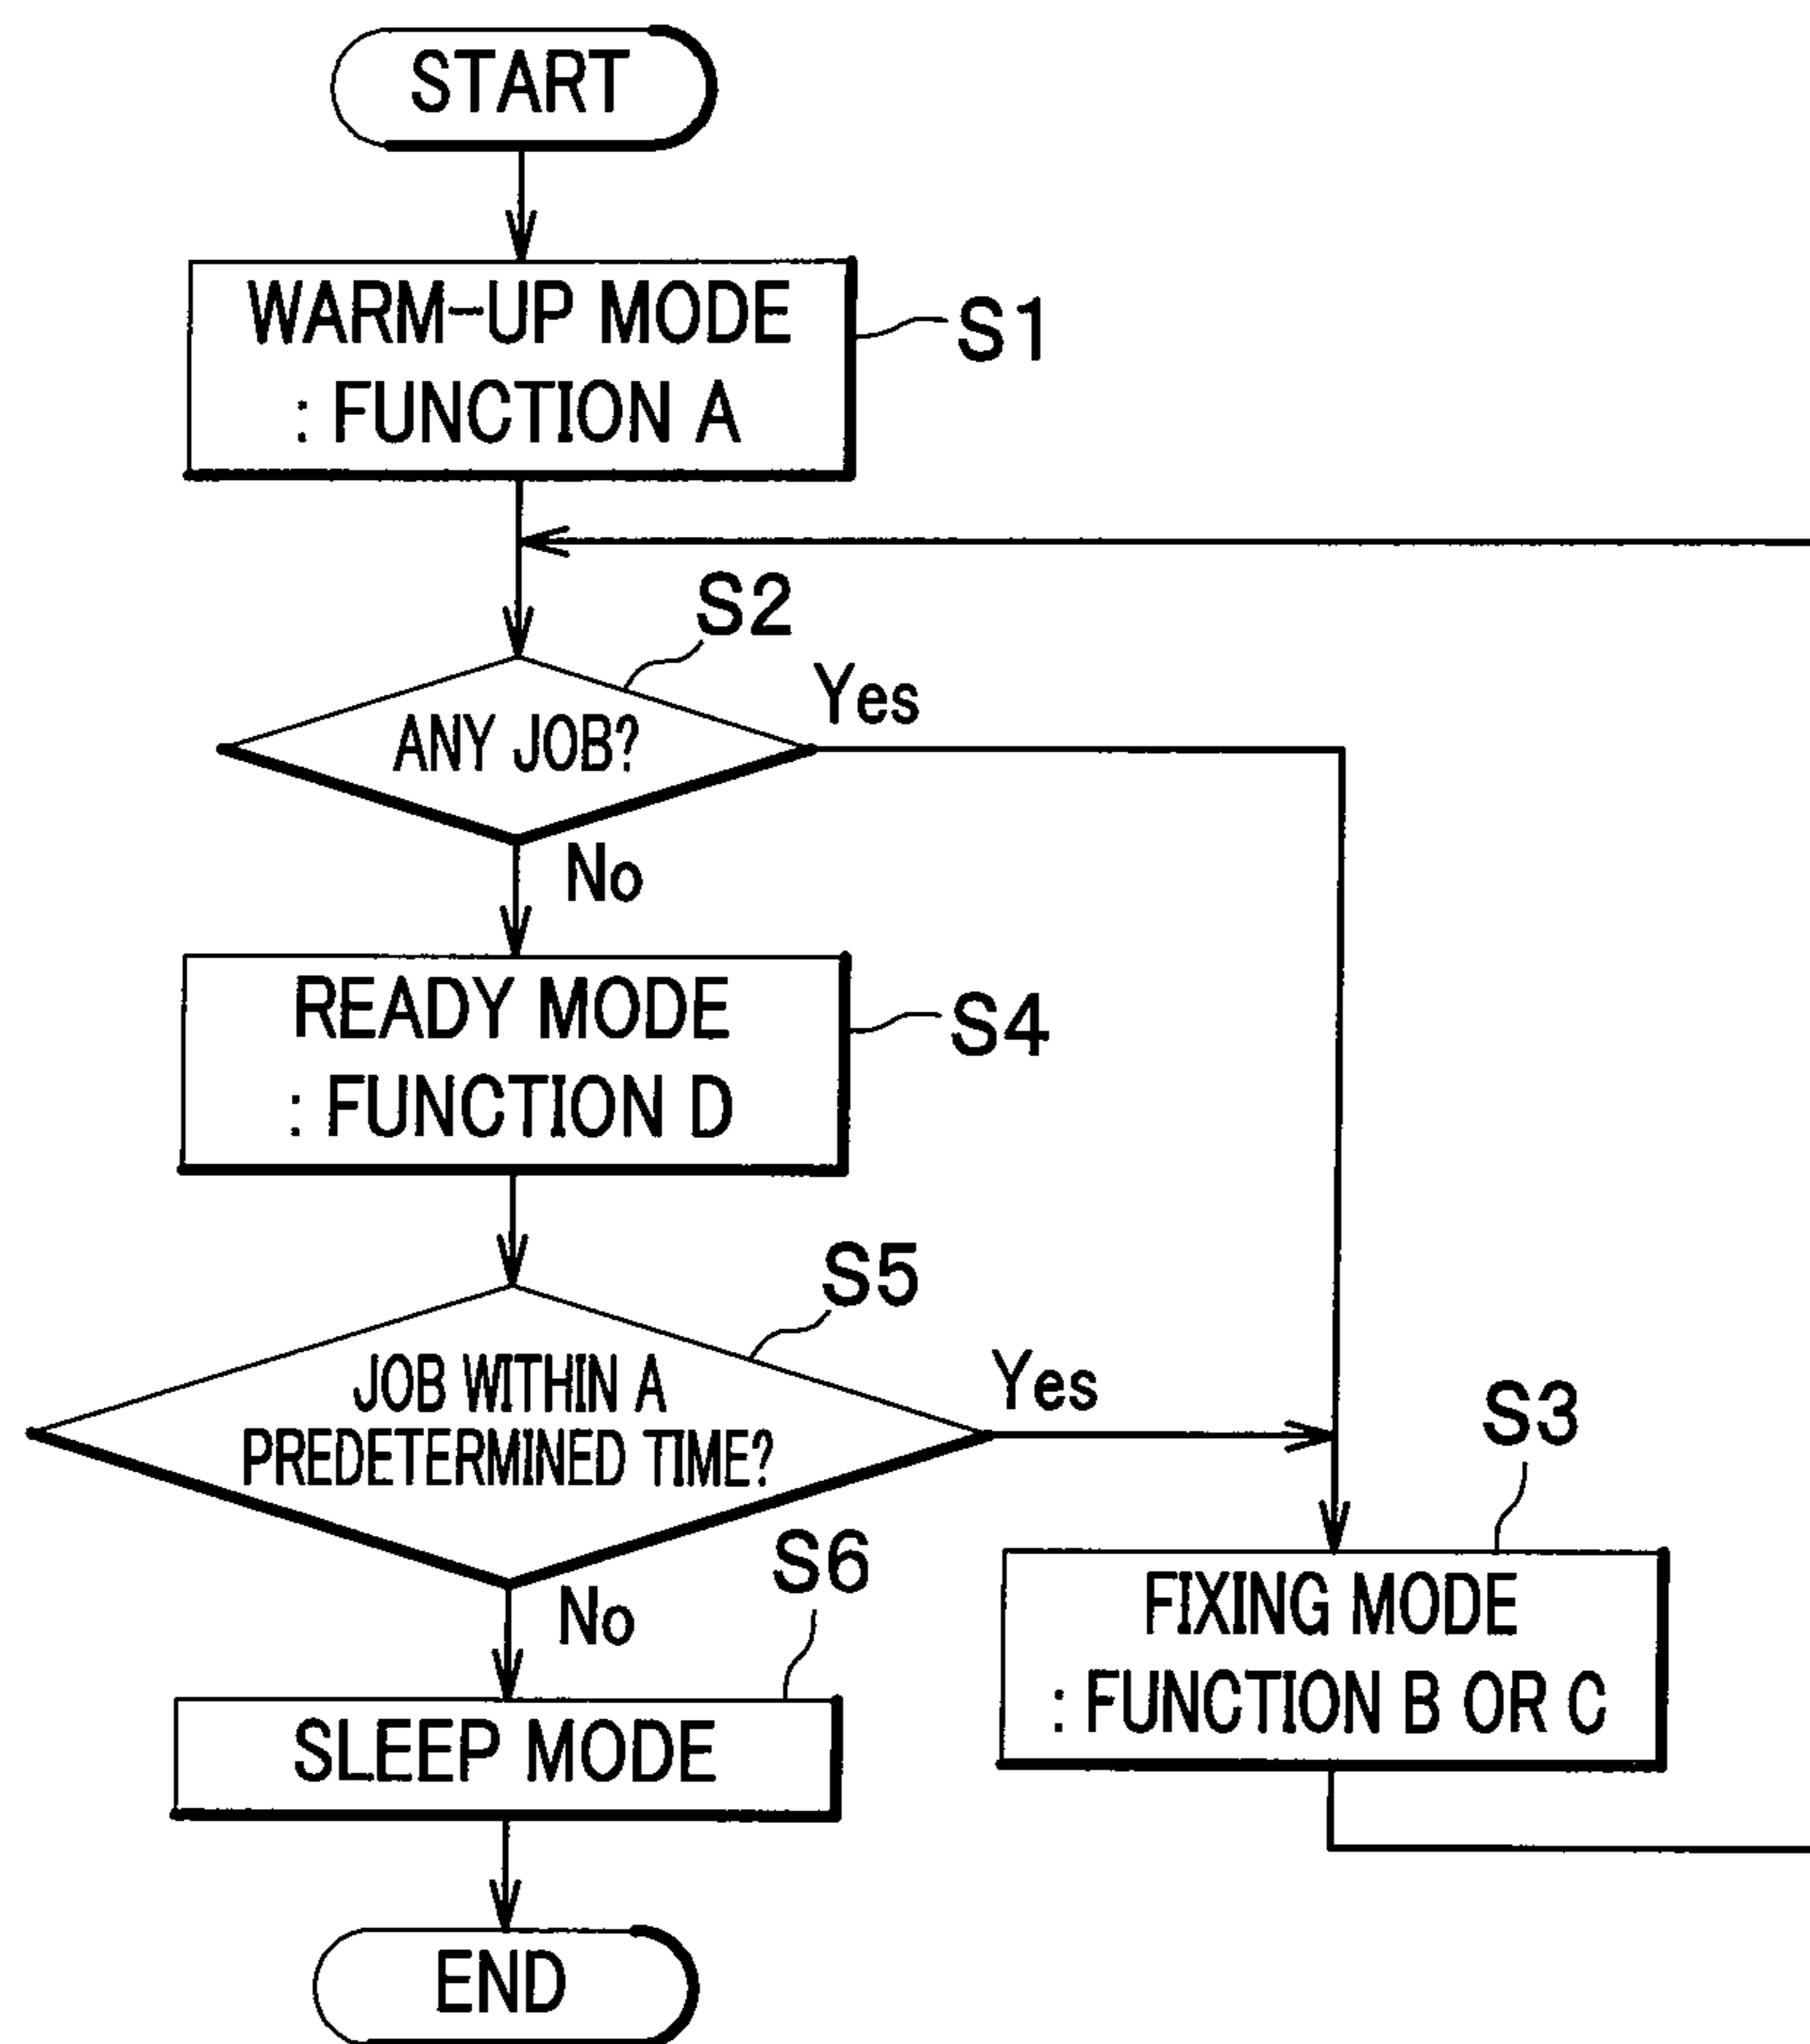 START
WARM-UP MODE
: FUNCTION A
S1
S2
ANY JOB?
Yes
No
READY MODE
: FUNCTION D
S4
S5
JOB WITHIN A
PREDETERMINED TIME?
Yes
No
S3
FIXING MODE
: FUNCTION B OR C
S6
SLEEP MODE
END